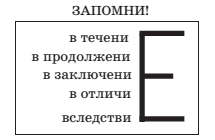 ЗАПОМНИ!
в течени
в продолжени
в заключени
в отличи
вследстви
Е